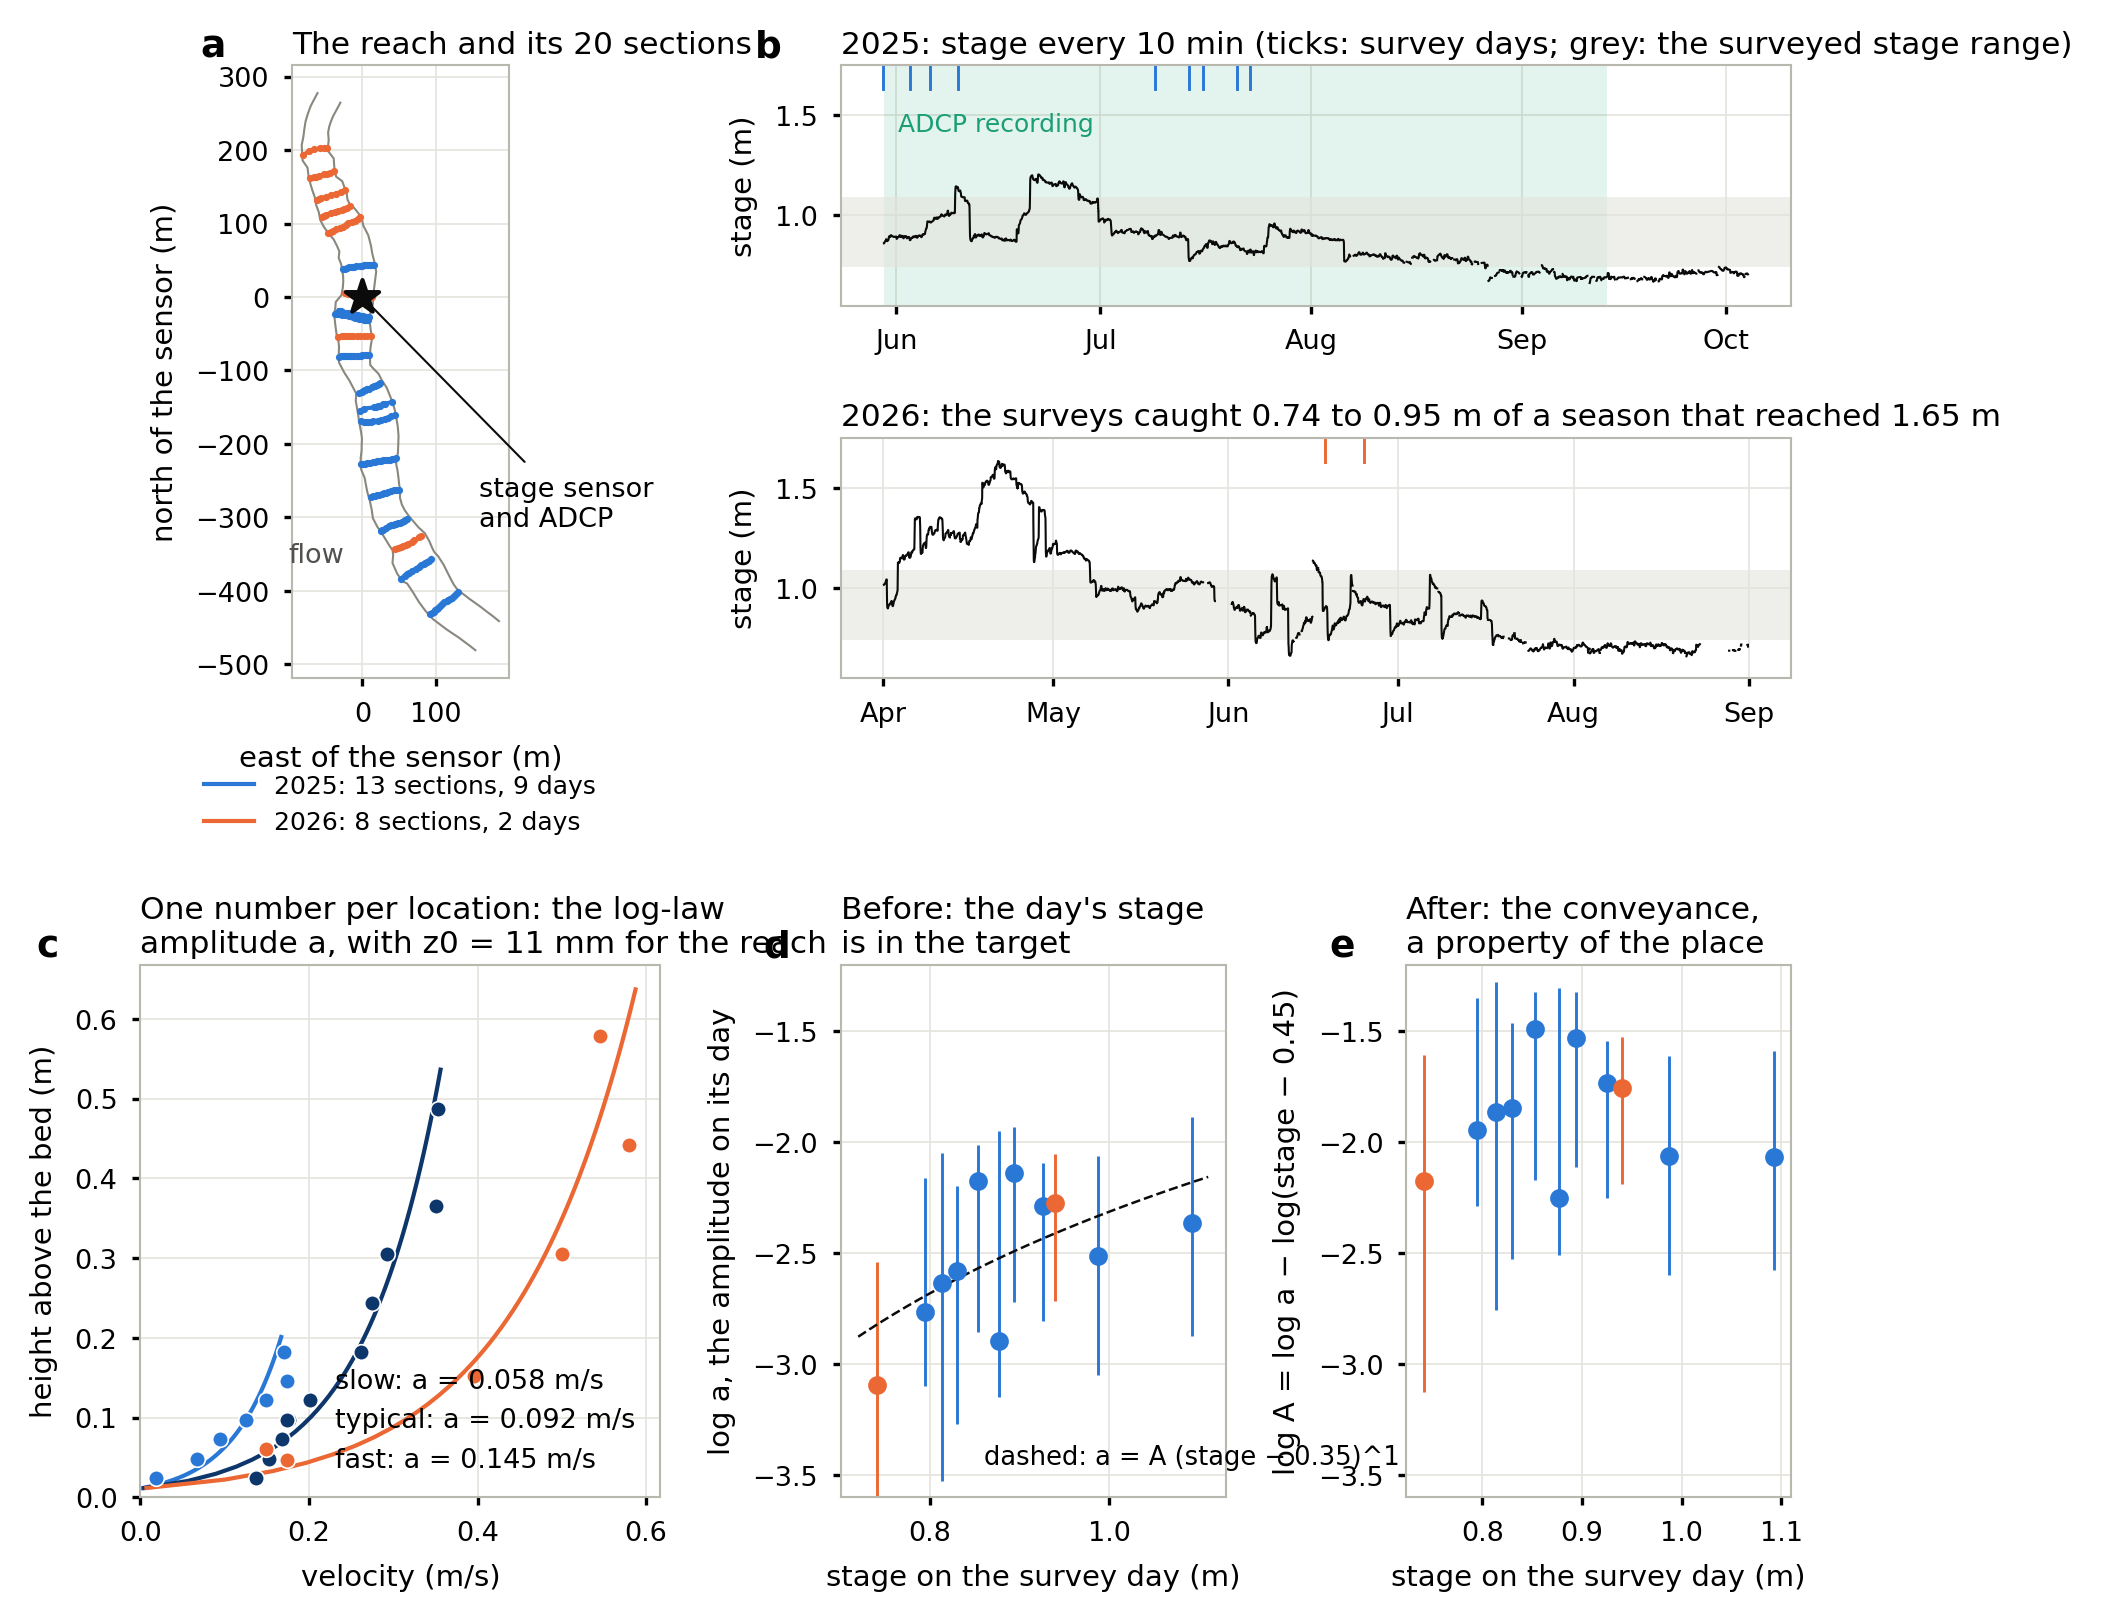 a
The reach and its 20 sections
300
200
100
0
−100
−200
−300
−400
−500
north of the sensor (m)
stage sensor
and ADCP
flow
0
100
east of the sensor (m)
2025: 13 sections, 9 days
2026: 8 sections, 2 days
b
2025: stage every 10 min (ticks: survey days; grey: the surveyed stage range)
1.5
1.0
stage (m)
ADCP recording
Jun
Jul
Aug
Sep
Oct
2026: the surveys caught 0.74 to 0.95 m of a season that reached 1.65 m
1.5
1.0
stage (m)
Apr
May
Jun
Jul
Aug
Sep
c
One number per location: the log-law
amplitude a, with z0 = 11 mm for the reach
0.6
0.5
0.4
0.3
0.2
0.1
0.0
height above the bed (m)
slow: a = 0.058 m/s
typical: a = 0.092 m/s
fast: a = 0.145 m/s
0.0
0.2
0.4
0.6
velocity (m/s)
d
Before: the day's stage
is in the target
−1.5
−2.0
−2.5
−3.0
−3.5
log a, the amplitude on its day
dashed: a = A (stage − 0.35)^1
0.8
1.0
stage on the survey day (m)
e
After: the conveyance,
a property of the place
−1.5
−2.0
−2.5
−3.0
−3.5
log A = log a − log(stage − 0.45)
0.8
0.9
1.0
1.1
stage on the survey day (m)